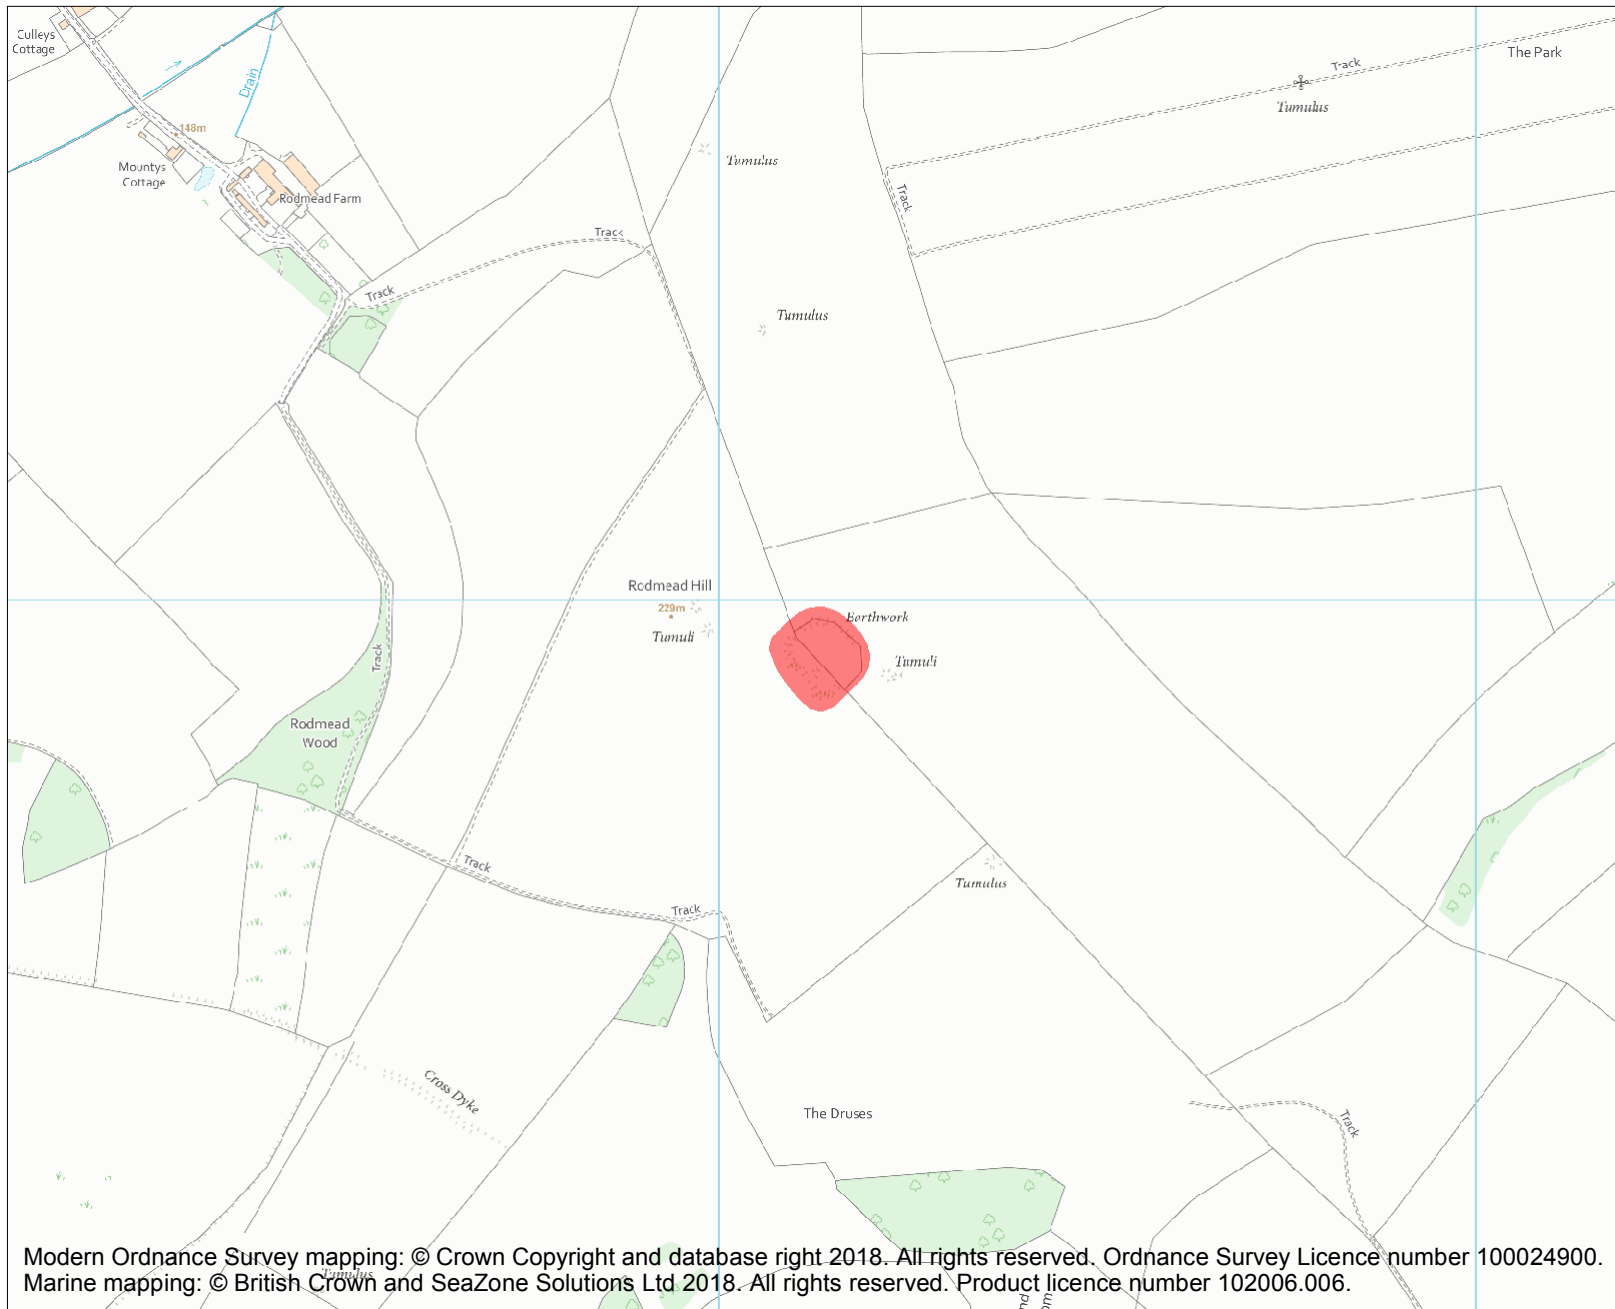 Culleys
Cottage
The Park
Track
Drain
Tumulus
148m
Tumulus
Mountys
Cottage
Rodmead Farm
Track
Track
Track
Tumulus
Rodmead Hill
229m
Tumuli
Earthwork
Tumuli
Track
Rodmead
Wood
Track
Tumulus
Track
Cross Dyke
The Druses
Track
Modern Ordnance Survey mapping: © Crown Copyright and database right 2018. All rights reserved. Ordnance Survey Licence number 100024900.
Tumulus
Marine mapping: © British Crown and SeaZone Solutions Ltd 2018. All rights reserved. Product licence number 102006.006.